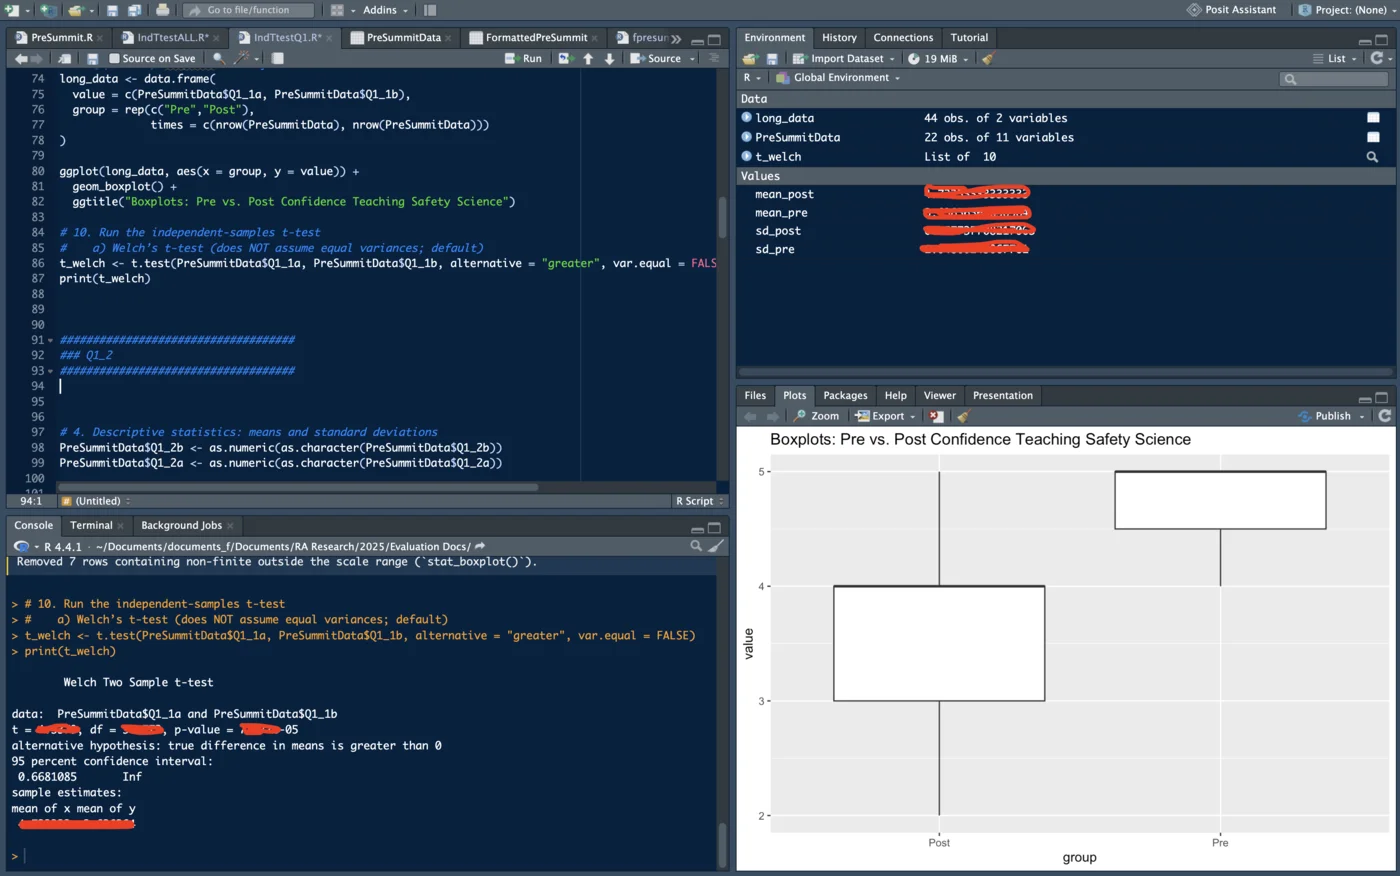 Go to file/function
Addins
Posit Assistant
Project: (None)
PreSummit.R
IndTtestALL.R*
IndTtestQ1.R*
PreSummitData
FormattedPreSummit
fpresun
Source on Save
Run
Source
74 long_data <- data.frame(
75 value = c(PreSummitData$Q1_1a, PreSummitData$Q1_1b),
76 group = rep(c("Pre","Post"),
77 times = c(nrow(PreSummitData), nrow(PreSummitData)))
78 )
79
80 ggplot(long_data, aes(x = group, y = value)) +
81 geom_boxplot() +
82 ggtitle("Boxplots: Pre vs. Post Confidence Teaching Safety Science")
83
84 # 10. Run the independent-samples t-test
85 # a) Welch's t-test (does NOT assume equal variances; default)
86 t_welch <- t.test(PreSummitData$Q1_1a, PreSummitData$Q1_1b, alternative = "greater", var.equal = FALS
87 print(t_welch)
88
89
90
91 ####################################
92 ### Q1_2
93 ####################################
94
95
96
97 # 4. Descriptive statistics: means and standard deviations
98 PreSummitData$Q1_2b <- as.numeric(as.character(PreSummitData$Q1_2b))
99 PreSummitData$Q1_2a <- as.numeric(as.character(PreSummitData$Q1_2a))
100
101
94:1
# (Untitled)
R Script
Console
Terminal
Background Jobs
R 4.4.1 · ~/Documents/documents_f/Documents/RA Research/2025/Evaluation Docs/
Removed 7 rows containing non-finite outside the scale range (`stat_boxplot()`).
> # 10. Run the independent-samples t-test
> # a) Welch's t-test (does NOT assume equal variances; default)
> t_welch <- t.test(PreSummitData$Q1_1a, PreSummitData$Q1_1b, alternative = "greater", var.equal = FALSE)
> print(t_welch)
Welch Two Sample t-test
data: PreSummitData$Q1_1a and PreSummitData$Q1_1b
t = , df = , p-value = -05
alternative hypothesis: true difference in means is greater than 0
95 percent confidence interval:
0.6681085 Inf
sample estimates:
mean of x mean of y
>
Environment
History
Connections
Tutorial
Import Dataset
19 MiB
List
R
Global Environment
Data
long_data 44 obs. of 2 variables
PreSummitData 22 obs. of 11 variables
t_welch List of 10
Values
mean_post
mean_pre
sd_post
sd_pre
Files
Plots
Packages
Help
Viewer
Presentation
Zoom
Export
Publish
Boxplots: Pre vs. Post Confidence Teaching Safety Science
5
4
3
2
value
Post
Pre
group